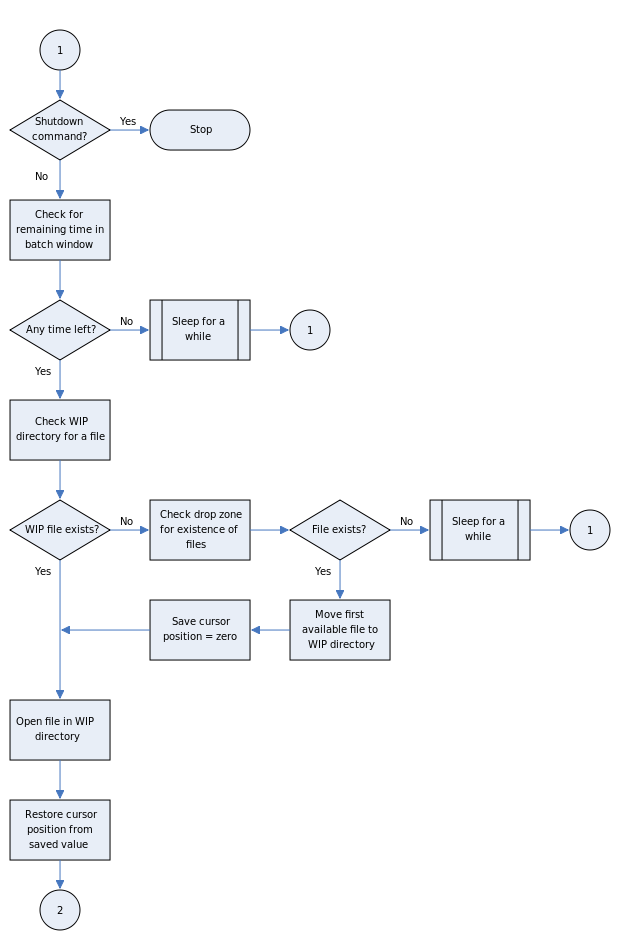 1
Shutdown
command?
Yes
Stop
No
Check for
remaining time in
batch window
Any time left?
No
Sleep for a
while
1
Yes
Check WIP
directory for a file
WIP file exists?
No
Check drop zone
for existence of
files
File exists?
No
Sleep for a
while
1
Yes
Yes
Save cursor
position = zero
Move first
available file to
WIP directory
Open file in WIP
directory
Restore cursor
position from
saved value
2